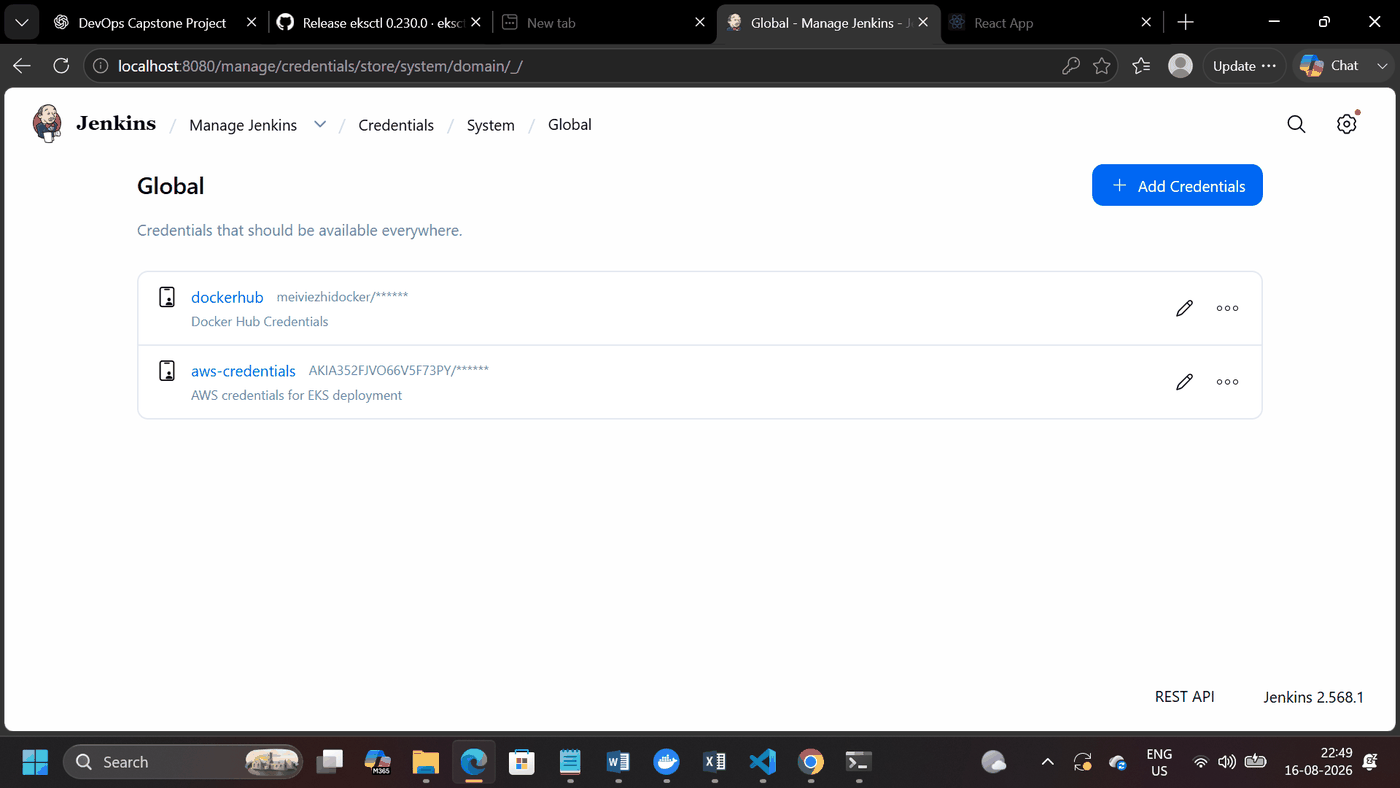 DevOps Capstone Project
Release eksctl 0.230.0 · eksct
New tab
Global - Manage Jenkins - Je
React App
localhost:8080/manage/credentials/store/system/domain/_/
Update
Chat
Jenkins / Manage Jenkins / Credentials / System / Global
Global
Add Credentials
Credentials that should be available everywhere.
dockerhub meiviezhidocker/******
Docker Hub Credentials
aws-credentials AKIA352FJVO66V5F73PY/******
AWS credentials for EKS deployment
REST API Jenkins 2.568.1
Search
M365
ENG
US
22:49
16-08-2026